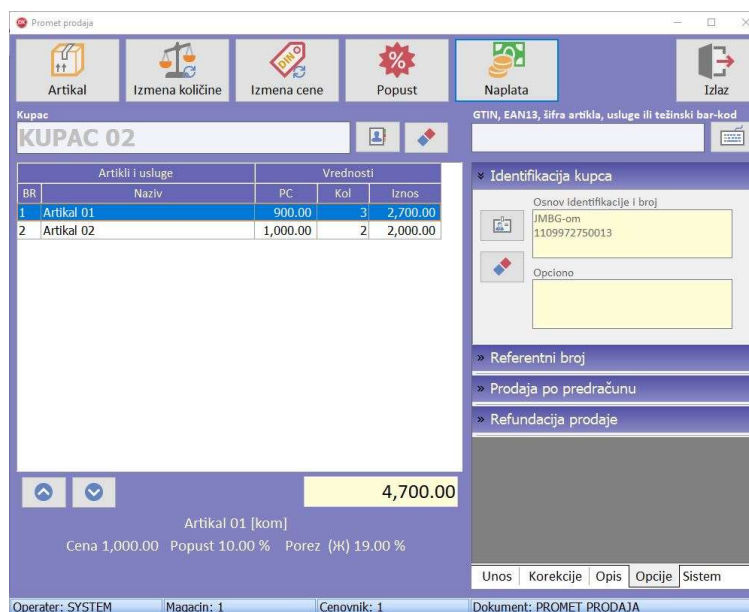 Promet prodaja
Artikal
Izmena količine
Izmena cene
Popust
Naplata
Izlaz
Kupac
KUPAC 02
GTIN, EAN13, šifra artikla, usluge ili težinski bar-kod
Artikli i usluge Vrednosti
BR Naziv PC Kol Iznos
1 Artikal 01 900.00 3 2,700.00
2 Artikal 02 1,000.00 2 2,000.00
4,700.00
Artikal 01 [kom]
Cena 1,000.00 Popust 10.00 % Porez (Ж) 19.00 %
Identifikacija kupca
Osnov identifikacije i broj
JMBG-om
1109972750013
Opciono
Referentni broj
Prodaja po predračunu
Refundacija prodaje
Unos Korekcije Opis Opcije Sistem
Operater: SYSTEM Magacin: 1 Cenovnik: 1 Dokument: PROMET PRODAJA